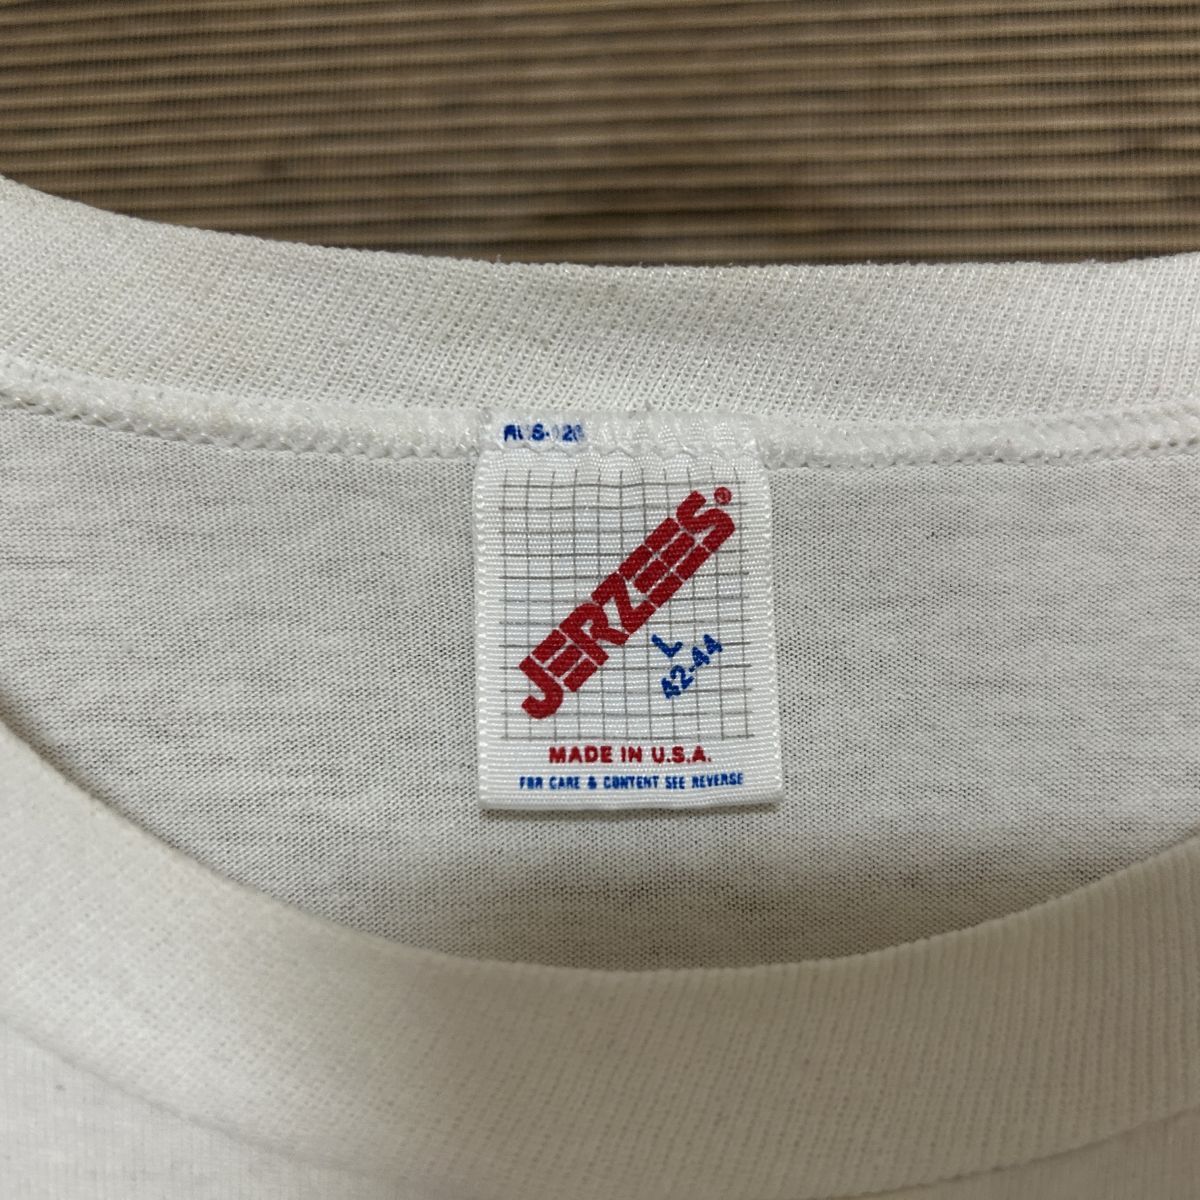 JERZEES®
L
42-44
MADE IN U.S.A.
FOR CARE & CONTENT SEE REVERSE